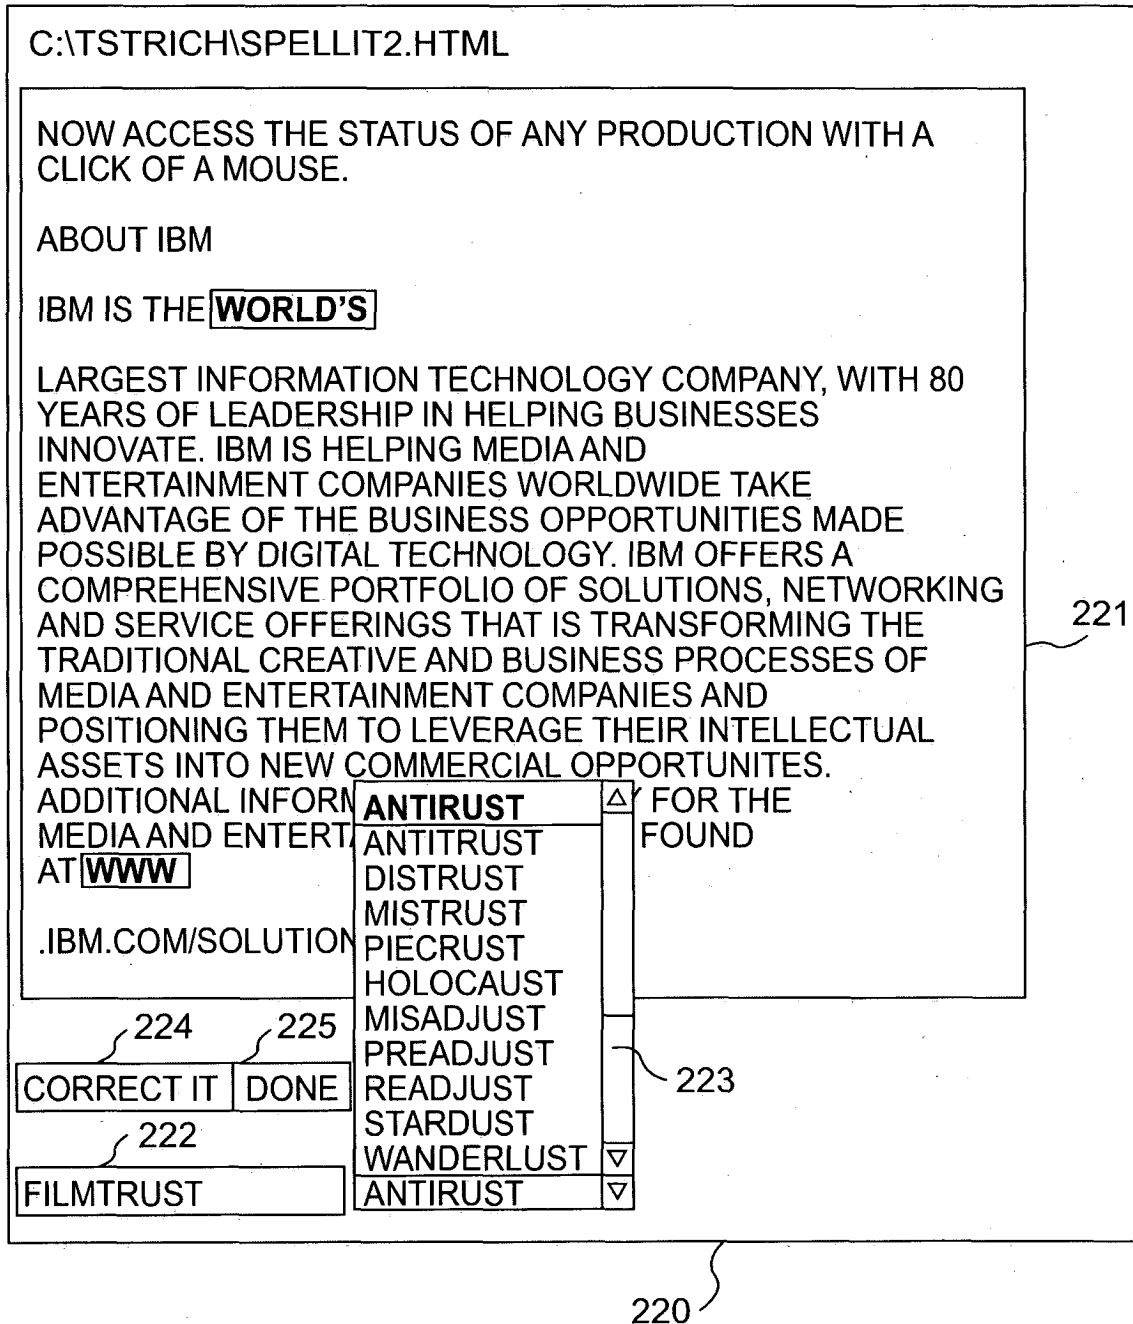 C:\TSTRICH\SPELLIT2.HTML
NOW ACCESS THE STATUS OF ANY PRODUCTION WITH A
CLICK OF A MOUSE.
ABOUT IBM
IBM IS THE WORLD'S
LARGEST INFORMATION TECHNOLOGY COMPANY, WITH 80
YEARS OF LEADERSHIP IN HELPING BUSINESSES
INNOVATE. IBM IS HELPING MEDIA AND
ENTERTAINMENT COMPANIES WORLDWIDE TAKE
ADVANTAGE OF THE BUSINESS OPPORTUNITIES MADE
POSSIBLE BY DIGITAL TECHNOLOGY. IBM OFFERS A
COMPREHENSIVE PORTFOLIO OF SOLUTIONS, NETWORKING
AND SERVICE OFFERINGS THAT IS TRANSFORMING THE
TRADITIONAL CREATIVE AND BUSINESS PROCESSES OF
MEDIA AND ENTERTAINMENT COMPANIES AND
POSITIONING THEM TO LEVERAGE THEIR INTELLECTUAL
ASSETS INTO NEW COMMERCIAL OPPORTUNITES.
ADDITIONAL FOR THE
MEDIA AND FOUND
AT WWW
.IBM.COM/SOLUTION
ANTIRUST
ANTITRUST
DISTRUST
MISTRUST
PIECRUST
HOLOCAUST
MISADJUST
PREADJUST
READJUST
STARDUST
WANDERLUST
ANTIRUST
224
225
CORRECT IT
DONE
222
FILMTRUST
223
221
220